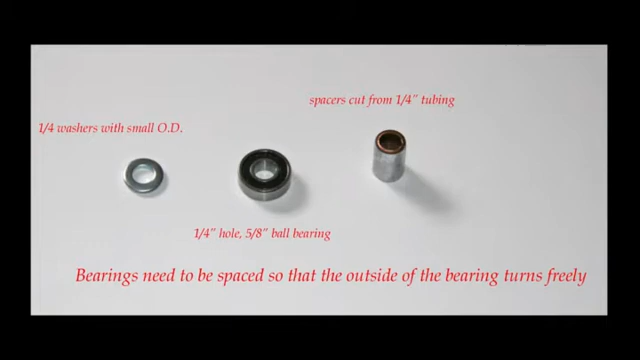 spacers cut from 1/4" tubing
1/4 washers with small O.D.
1/4" hole, 5/8" ball bearing
Bearings need to be spaced so that the outside of the bearing turns freely